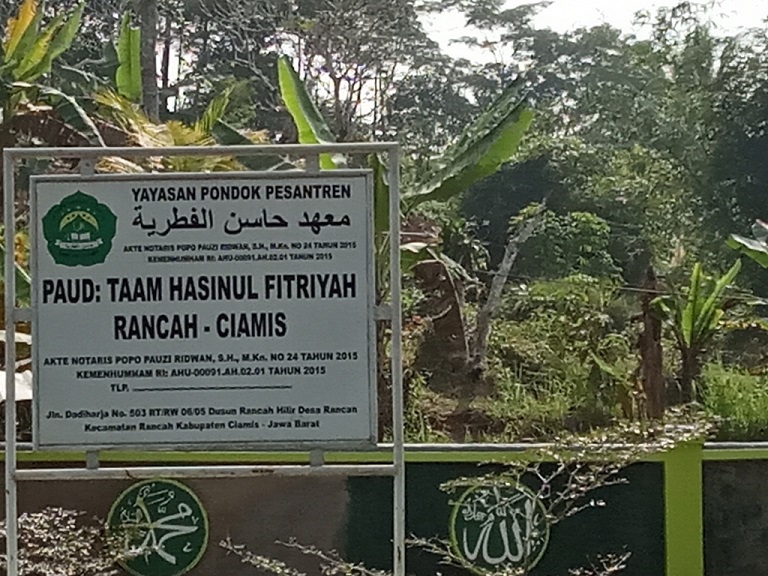 YAYASAN PONDOK PESANTREN
معهد حاسن الفطرية
AKTE NOTARIS POPO PAUZI RIDWAN, S.H., M.Kn. NO 24 TAHUN 2015
KEMENHUMHAM RI: AHU-00091.AH.02.01 TAHUN 2015
PAUD: TAAM HASINUL FITRIYAH
RANCAH - CIAMIS
AKTE NOTARIS POPO PAUZI RIDWAN, S.H., M.Kn. NO 24 TAHUN 2015
KEMENHUMHAM RI: AHU-00091.AH.02.01 TAHUN 2015
TLP.
Jln. Dadiharja No. 503 RT/RW 06/05 Dusun Rancah Hilir Desa Rancah
Kecamatan Rancah Kabupaten Ciamis - Jawa Barat
محمد
الله